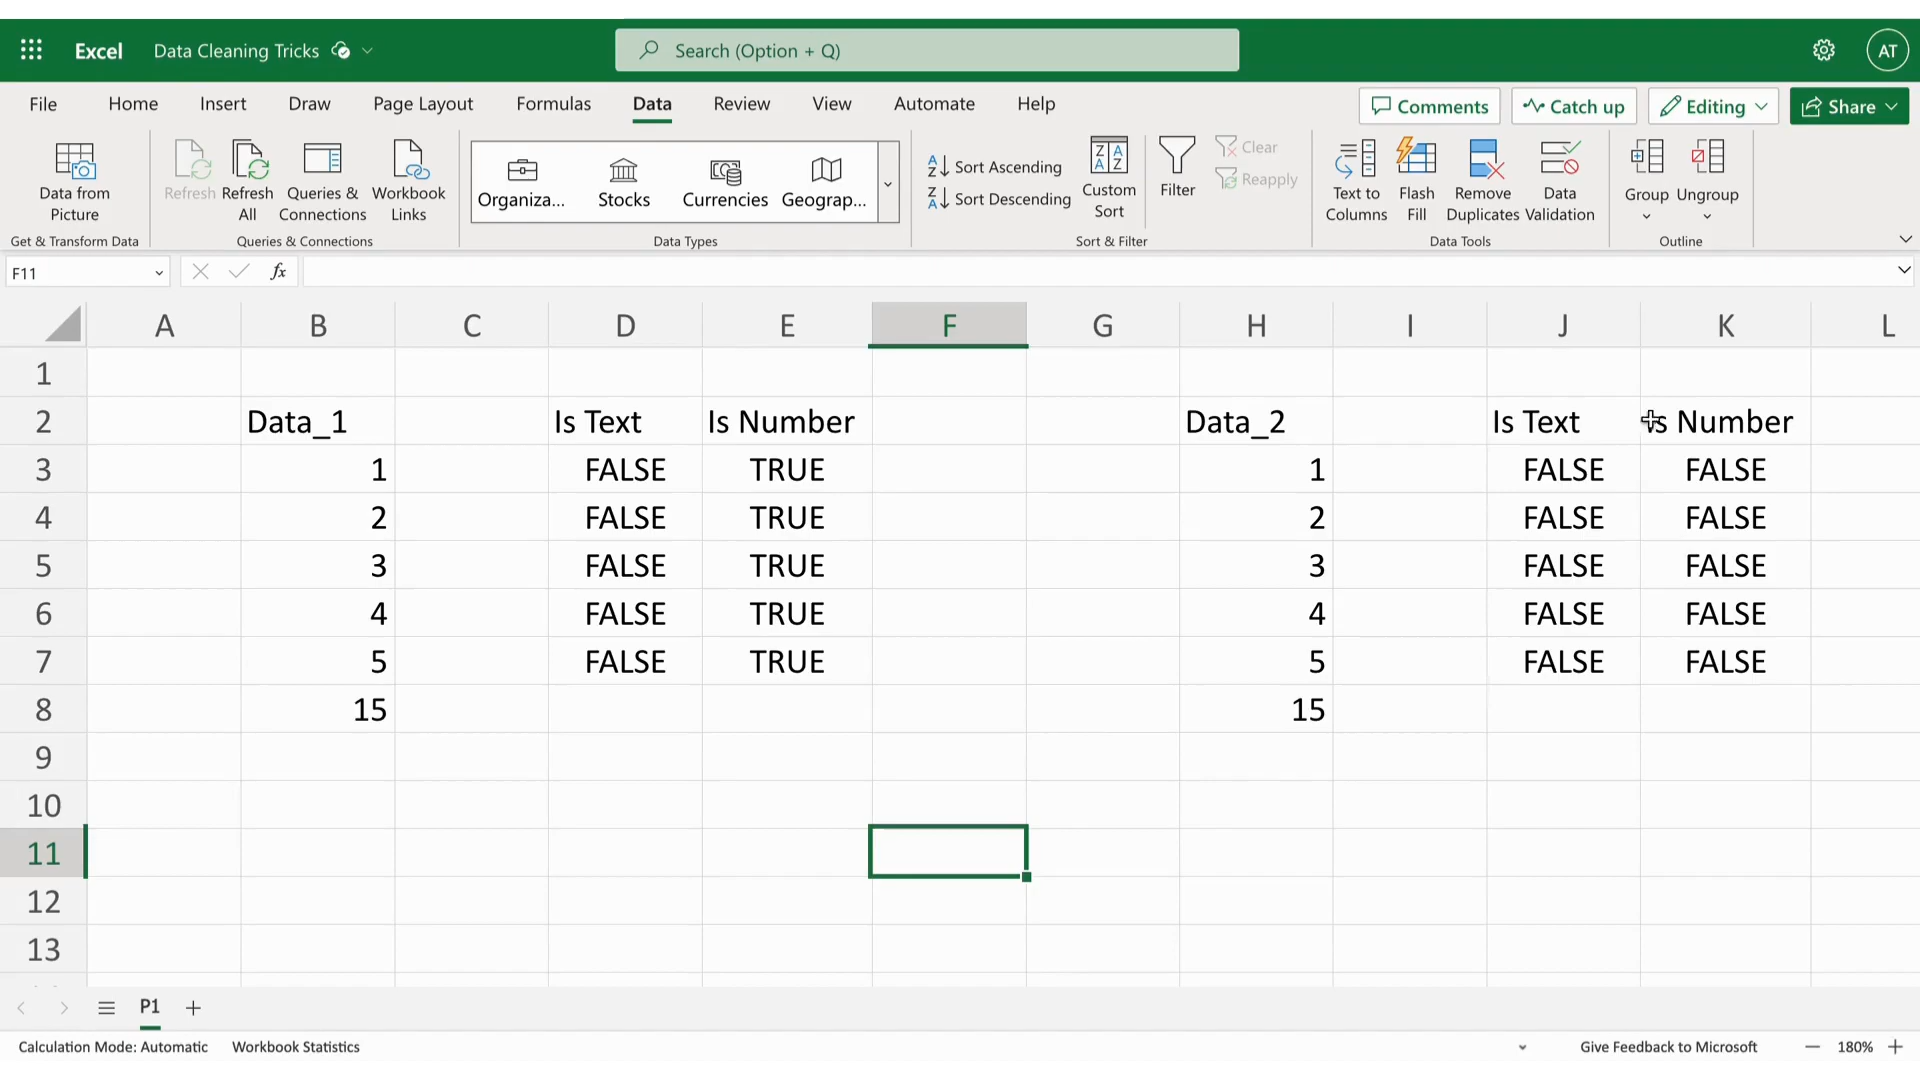 Excel Data Cleaning Tricks Search (Option + Q) AT
File Home Insert Draw Page Layout Formulas Data Review View Automate Help Comments Catch up Editing Share
Data from Picture
Refresh
Refresh All
Queries & Connections
Workbook Links
Organiza... Stocks Currencies Geograp...
Sort Ascending
Sort Descending
Custom Sort
Filter
Clear
Reapply
Text to Columns
Flash Fill
Remove Duplicates
Data Validation
Group Ungroup
Get & Transform Data Queries & Connections Data Types Sort & Filter Data Tools Outline
F11 fx
A B C D E F G H I J K L
1
2 Data_1 Is Text Is Number Data_2 Is Text Is Number
3 1 FALSE TRUE 1 FALSE FALSE
4 2 FALSE TRUE 2 FALSE FALSE
5 3 FALSE TRUE 3 FALSE FALSE
6 4 FALSE TRUE 4 FALSE FALSE
7 5 FALSE TRUE 5 FALSE FALSE
8 15 15
9
10
11
12
13
P1
Calculation Mode: Automatic Workbook Statistics Give Feedback to Microsoft 180%